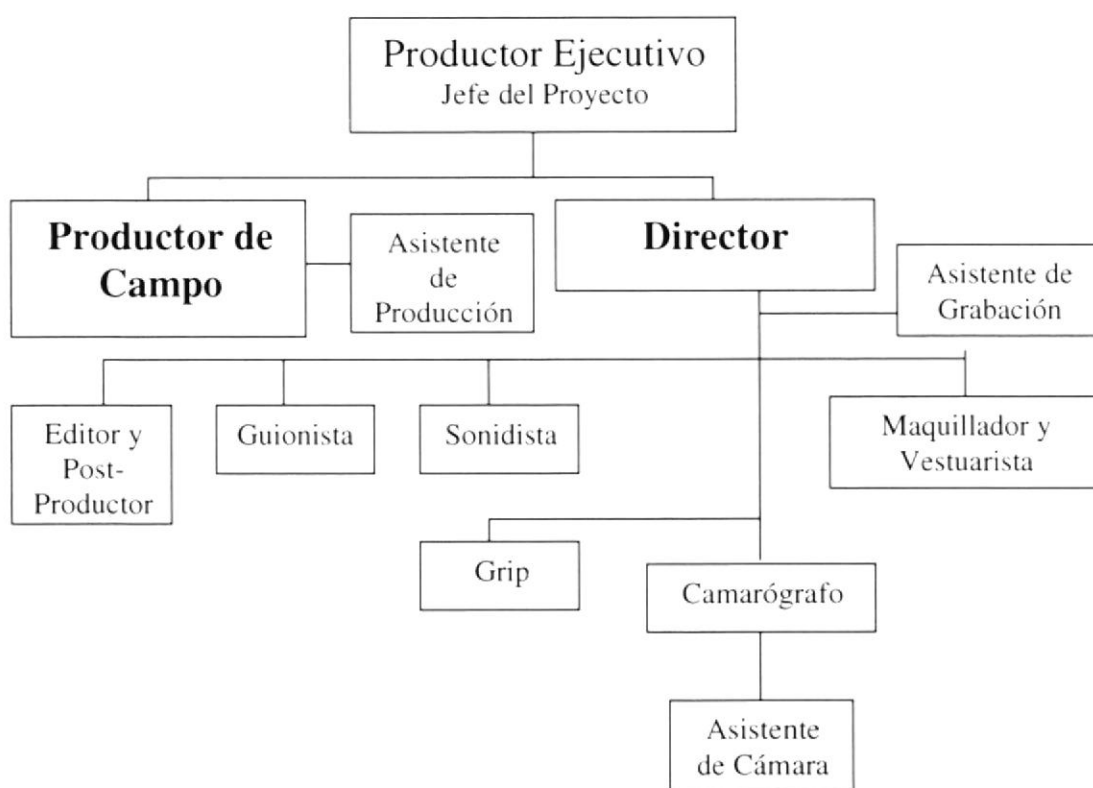 Productor Ejecutivo
Jefe del Proyecto
Productor de
Campo
Asistente
de
Producción
Director
Asistente de
Grabación
Editor y
Post-
Productor
Guionista
Sonidista
Maquillador y
Vestuarista
Grip
Camarógrafo
Asistente
de Cámara